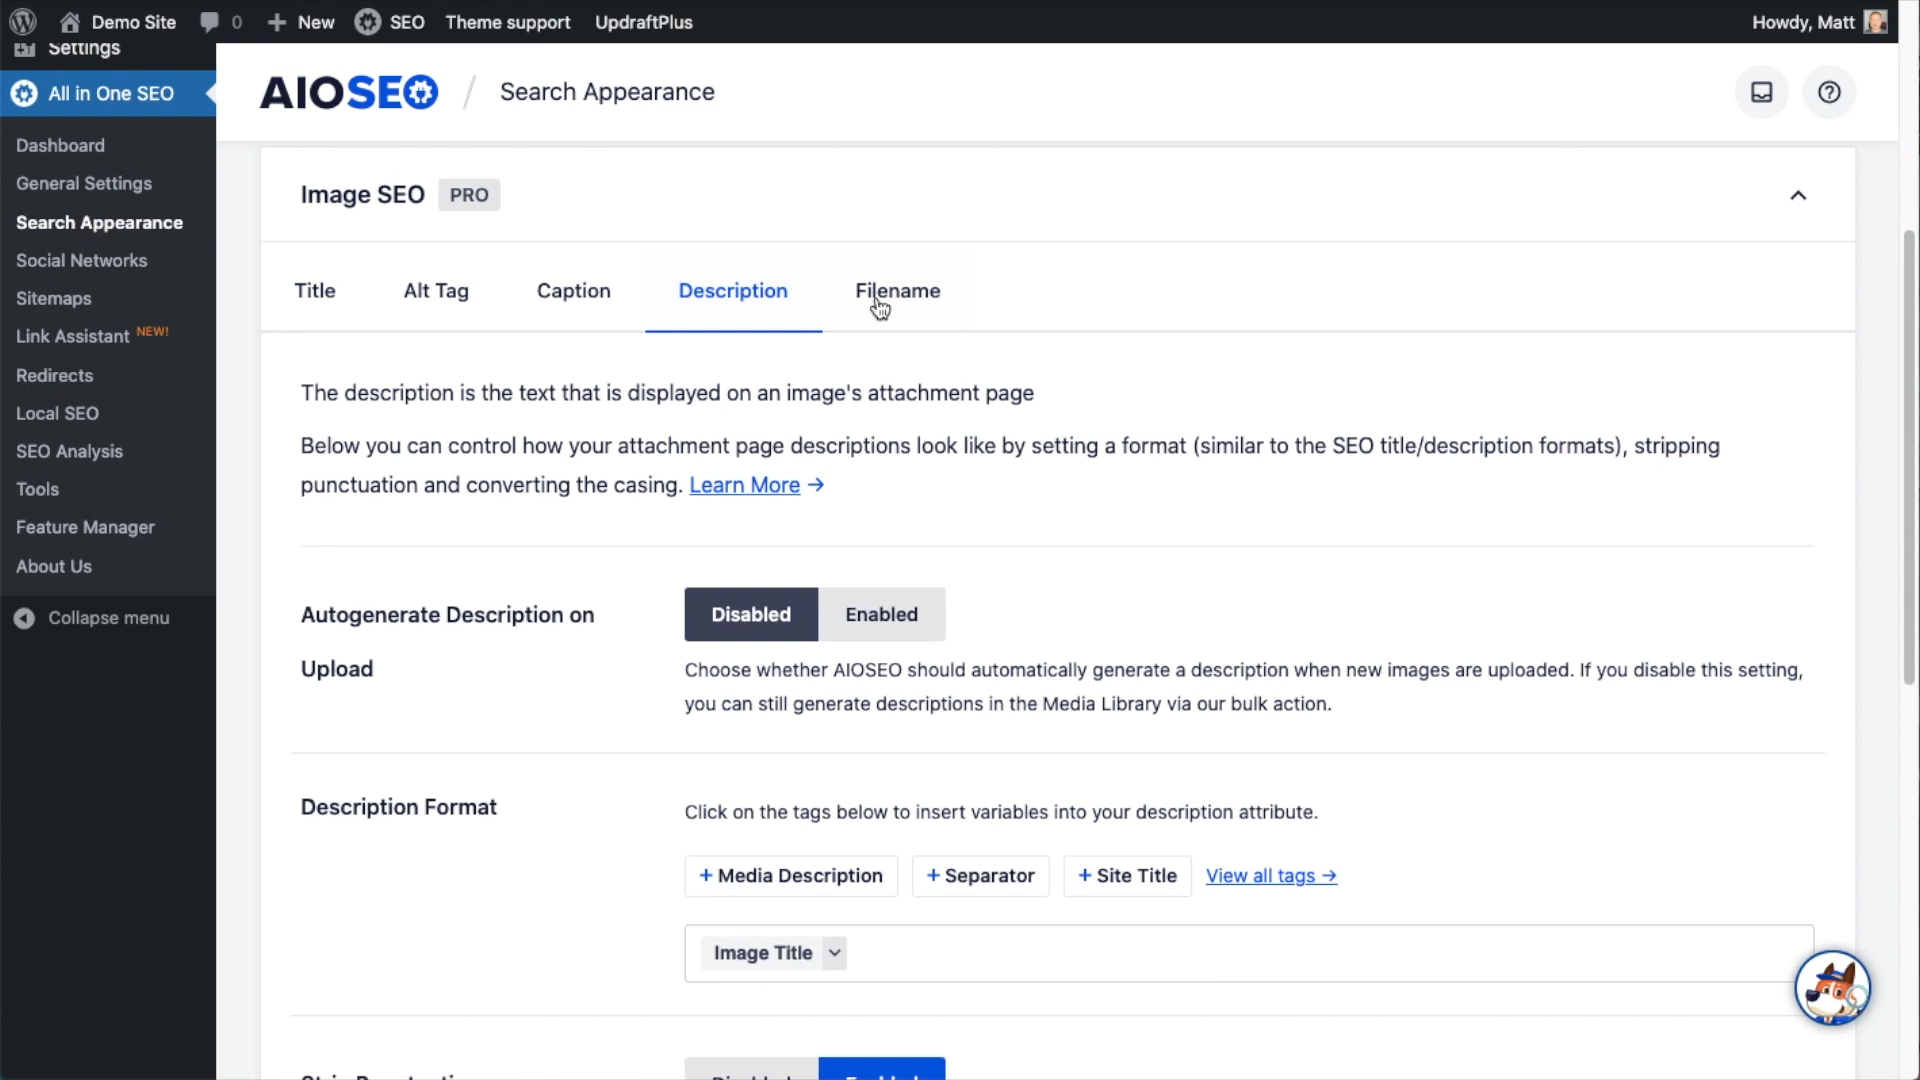 Demo Site 0 New SEO Theme support UpdraftPlus Howdy, Matt
Settings
All in One SEO
Dashboard
General Settings
Search Appearance
Social Networks
Sitemaps
Link Assistant NEW!
Redirects
Local SEO
SEO Analysis
Tools
Feature Manager
About Us
Collapse menu
AIOSEO / Search Appearance
Image SEO PRO
Title Alt Tag Caption Description Filename
The description is the text that is displayed on an image's attachment page
Below you can control how your attachment page descriptions look like by setting a format (similar to the SEO title/description formats), stripping
punctuation and converting the casing. Learn More →
Autogenerate Description on
Upload
Disabled Enabled
Choose whether AIOSEO should automatically generate a description when new images are uploaded. If you disable this setting,
you can still generate descriptions in the Media Library via our bulk action.
Description Format
Click on the tags below to insert variables into your description attribute.
+ Media Description + Separator + Site Title View all tags →
Image Title